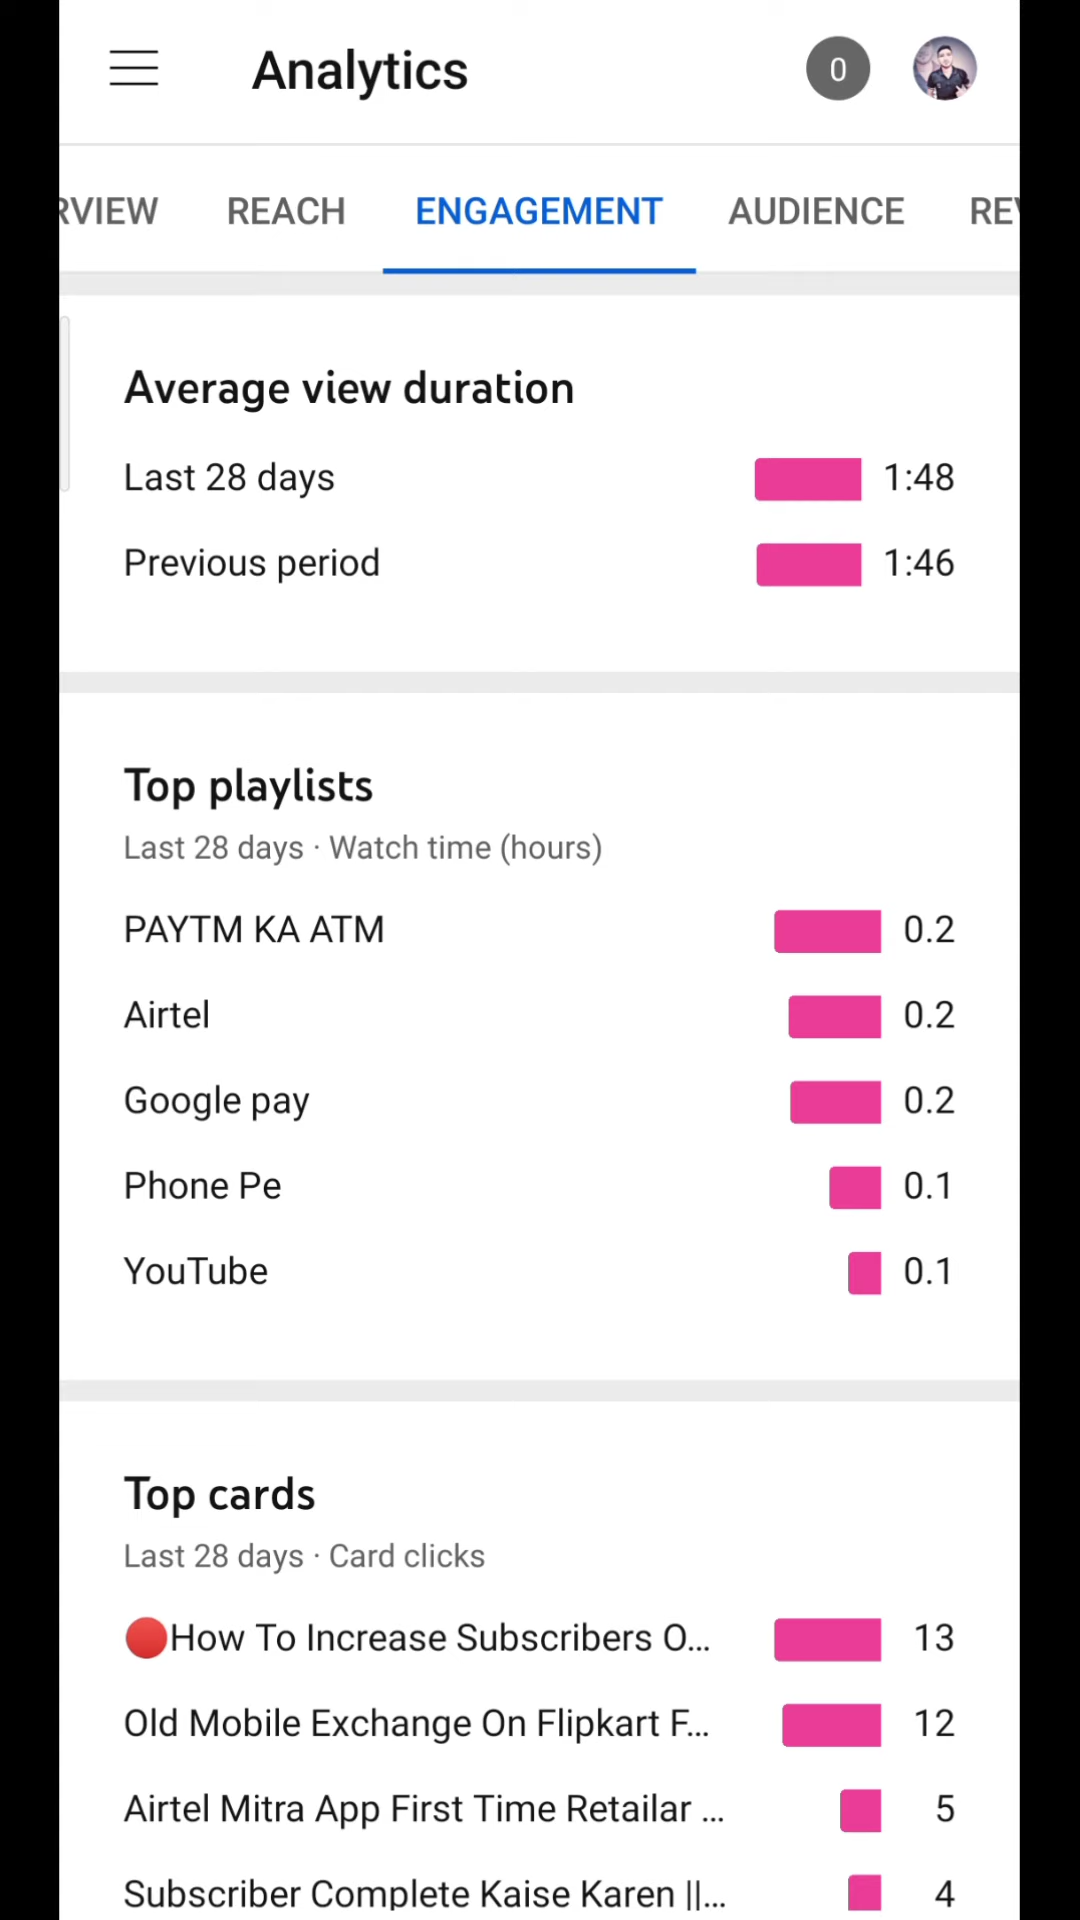 Analytics 0
RVIEW REACH ENGAGEMENT AUDIENCE REV
Average view duration
Last 28 days 1:48
Previous period 1:46
Top playlists
Last 28 days · Watch time (hours)
PAYTM KA ATM 0.2
Airtel 0.2
Google pay 0.2
Phone Pe 0.1
YouTube 0.1
Top cards
Last 28 days · Card clicks
🔴How To Increase Subscribers O... 13
Old Mobile Exchange On Flipkart F... 12
Airtel Mitra App First Time Retailar ... 5
Subscriber Complete Kaise Karen ||... 4